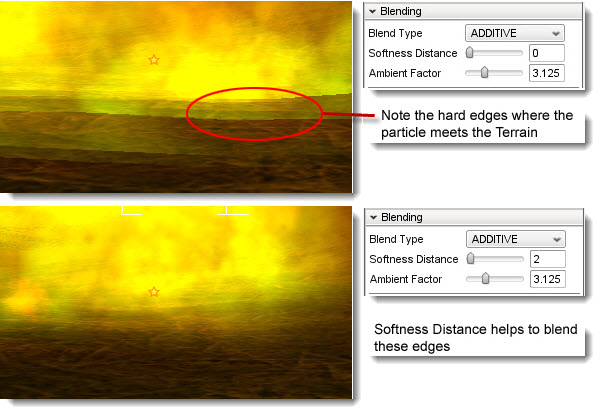 Blending
Blend Type
ADDITIVE
Softness Distance
0
Ambient Factor
3.125
Note the hard edges where the
particle meets the Terrain
Blending
Blend Type
ADDITIVE
Softness Distance
2
Ambient Factor
3.125
Softness Distance helps to blend
these edges